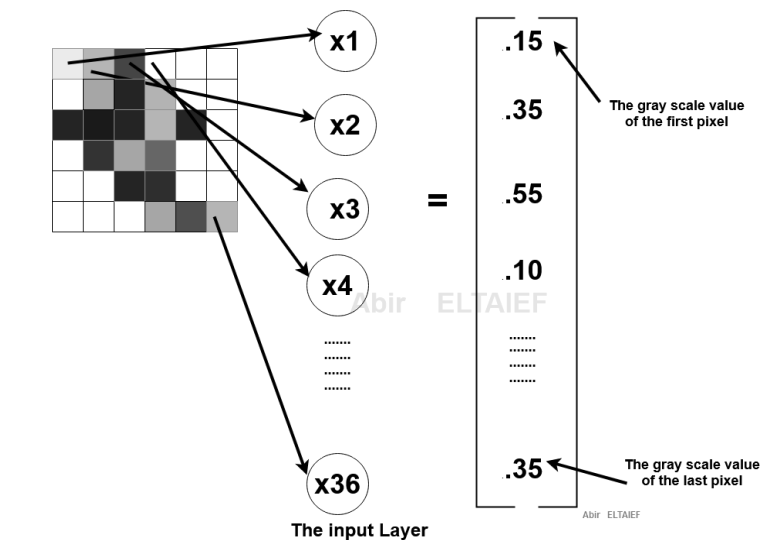 x1
x2
x3
x4
.......
.......
.......
.......
x36
The input Layer
=
.15
.35
.55
.10
.......
.......
.......
.......
.35
The gray scale value
of the first pixel
The gray scale value
of the last pixel
Abir ELTAIEF
Abir ELTAIEF